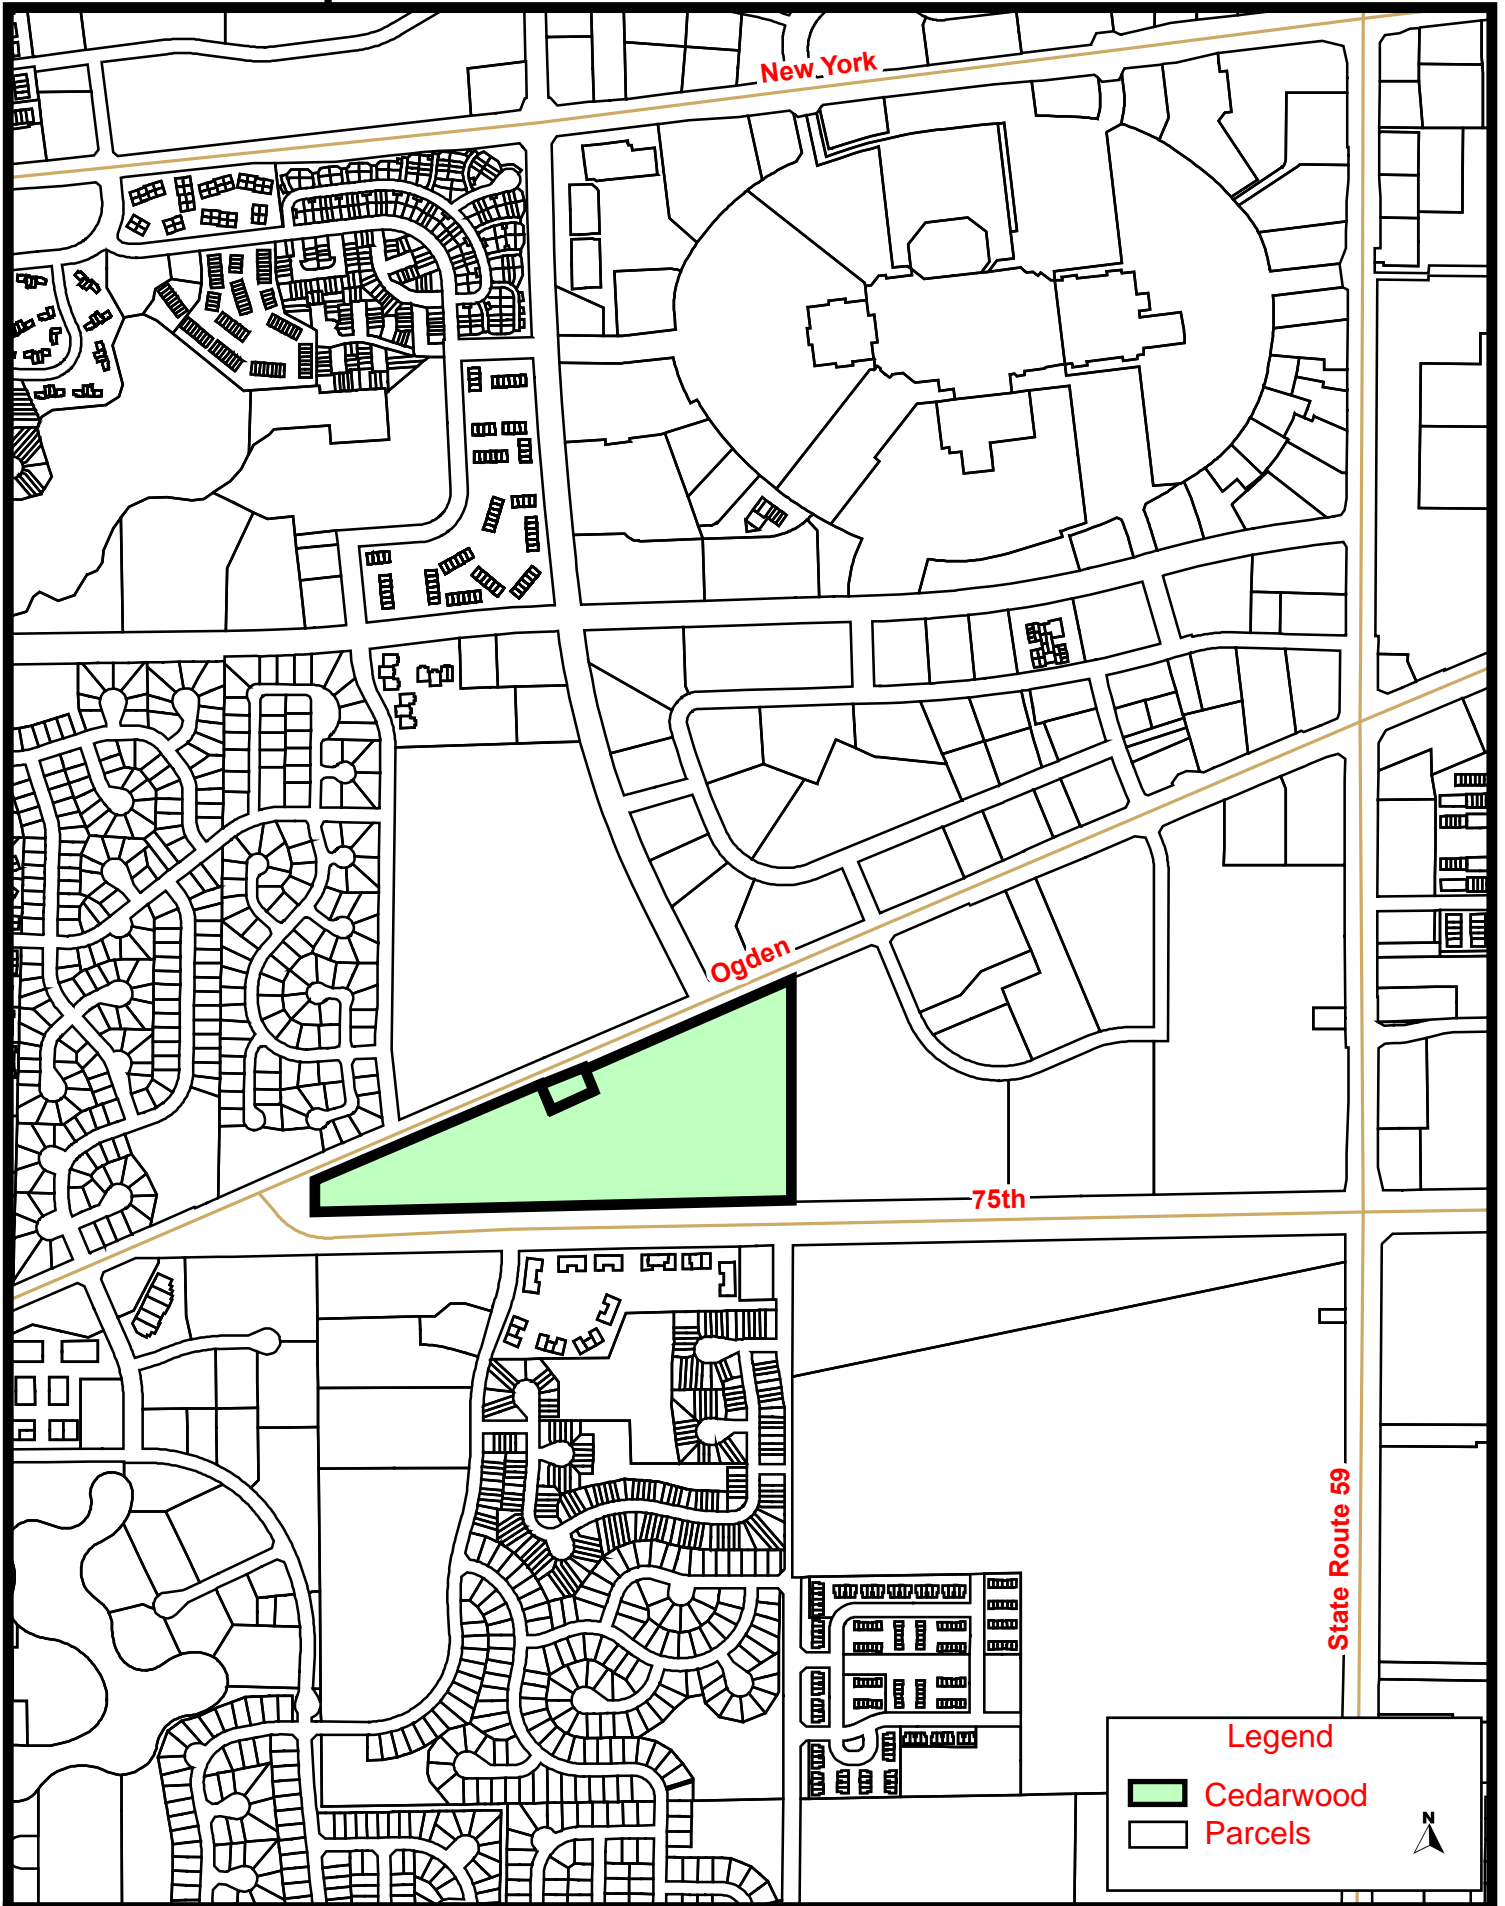 New York
Ogden
75th
State Route 59
Legend
Cedarwood
Parcels
N